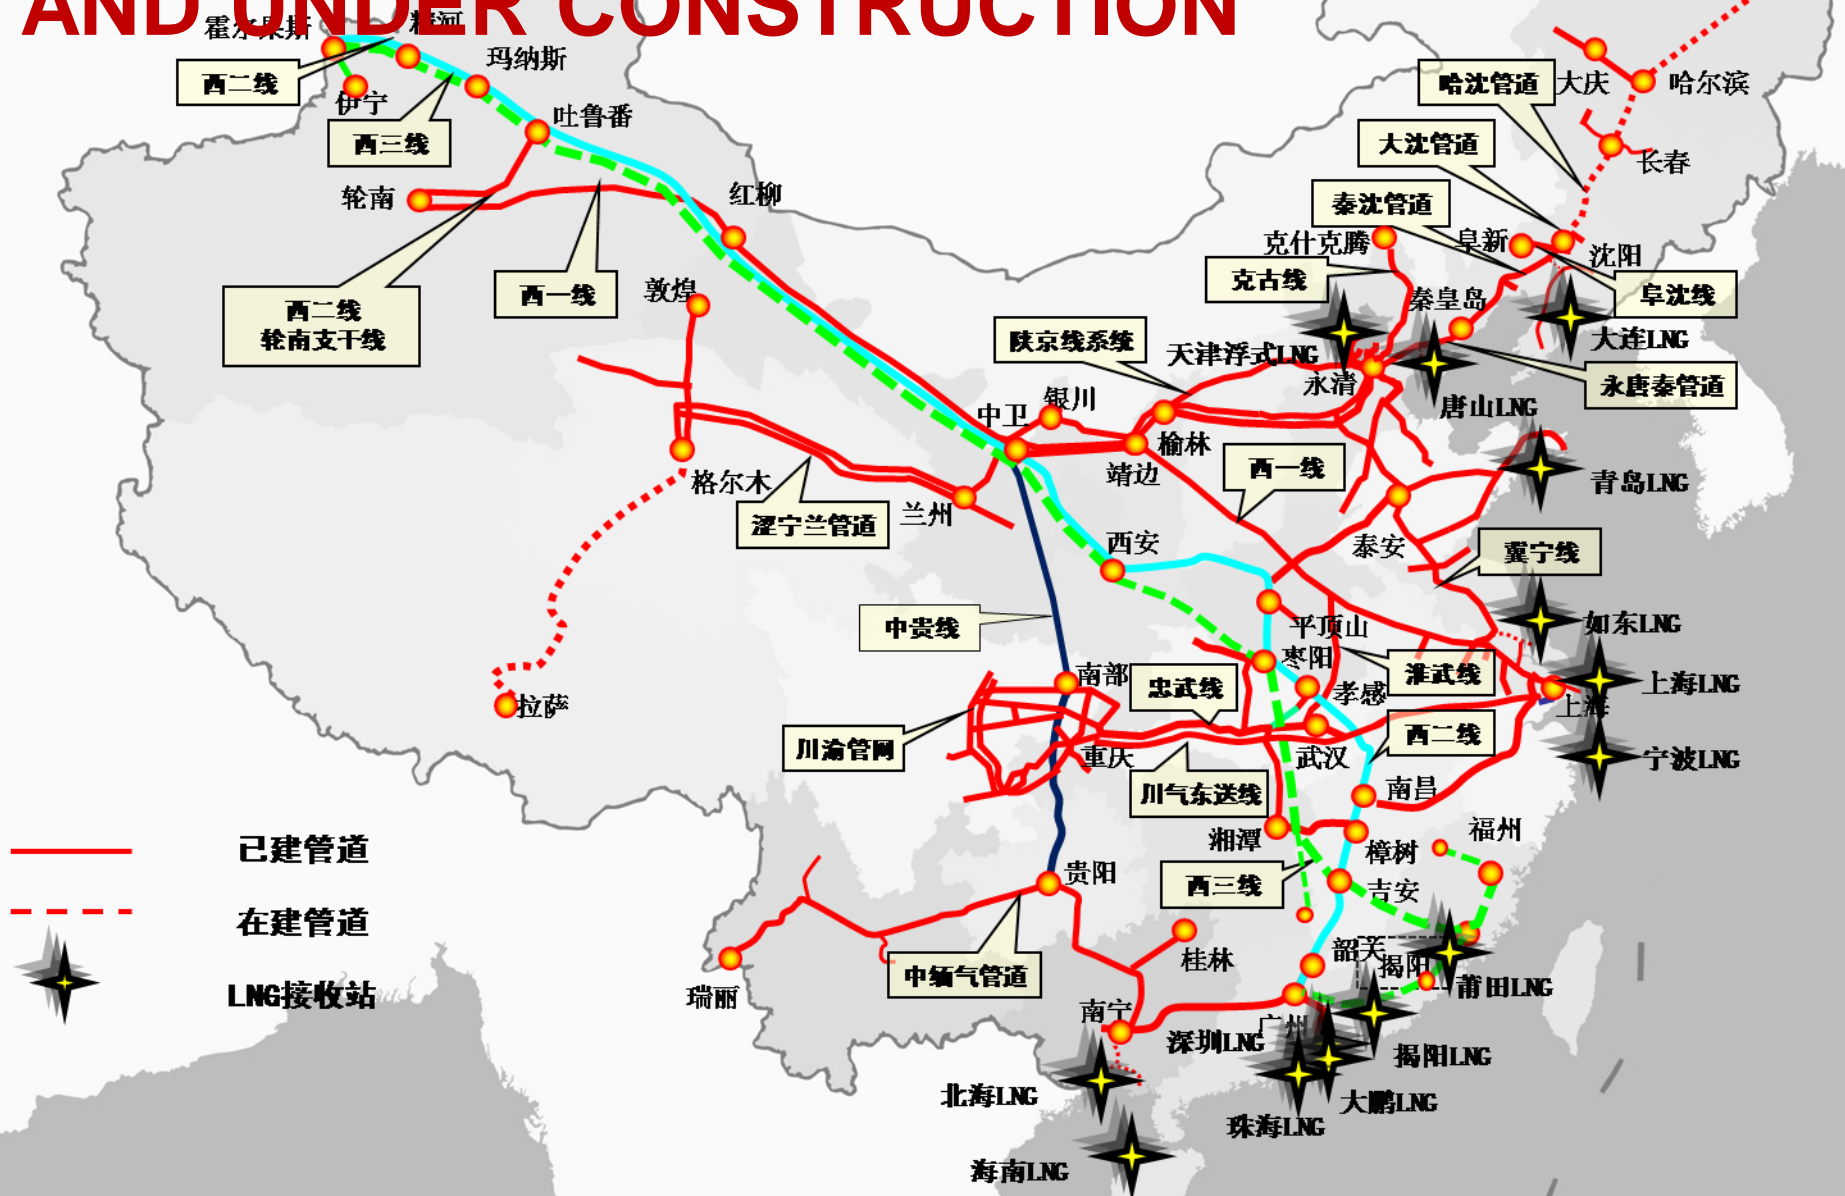 AND UNDER CONSTRUCTION
霍尔果斯
精河
西二线
玛纳斯
伊宁
西三线
吐鲁番
轮南
红柳
西二线
轮南支干线
西一线
敦煌
哈沈管道
大庆
哈尔滨
大沈管道
长春
秦沈管道
克什克腾
阜新
沈阳
克古线
秦皇岛
阜沈线
陕京线系统
天津浮式LNG
大连LNG
永清
永唐秦管道
唐山LNG
中卫
银川
榆林
靖边
西一线
格尔木
青岛LNG
涩宁兰管道
兰州
西安
泰安
冀宁线
中贵线
平顶山
如东LNG
枣阳
南部
忠武线
淮武线
孝感
上海LNG
上海
拉萨
川渝管网
重庆
西二线
武汉
宁波LNG
川气东送线
南昌
湘潭
福州
樟树
已建管道
贵阳
西三线
吉安
在建管道
中缅气管道
桂林
韶关
揭阳
莆田LNG
LNG接收站
瑞丽
南宁
广州
深圳LNG
揭阳LNG
北海LNG
大鹏LNG
珠海LNG
海南LNG